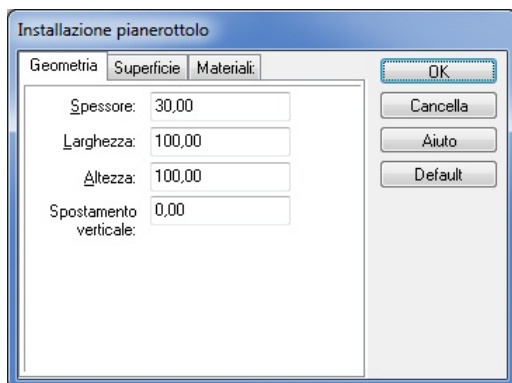 Installazione pianerottolo
Geometria Superficie Materiali:
Spessore: 30,00
Larghezza: 100,00
Altezza: 100,00
Spostamento verticale: 0,00
OK
Cancella
Aiuto
Default